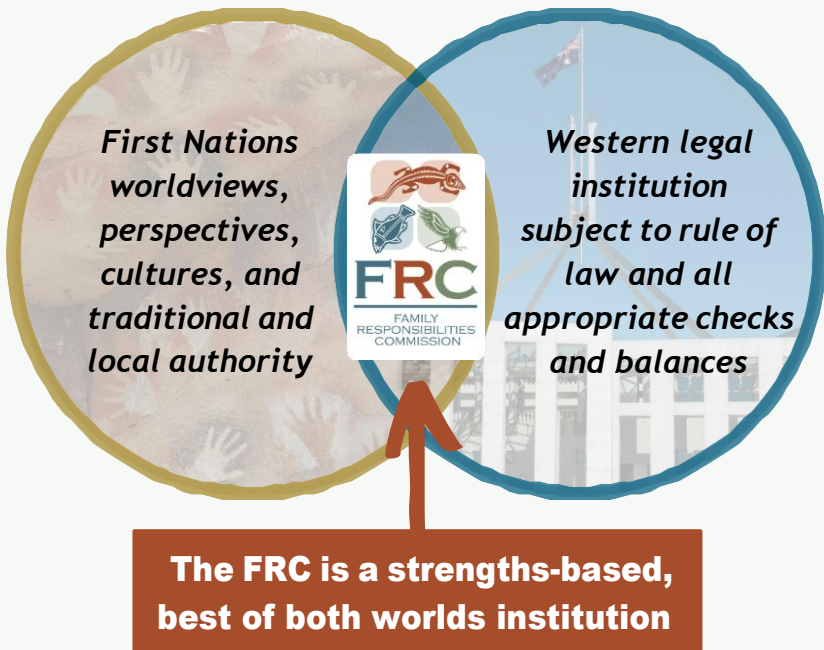 First Nations
worldviews,
perspectives,
cultures, and
traditional and
local authority
FRC
FAMILY
RESPONSIBILITIES
COMMISSION
Western legal
institution
subject to rule of
law and all
appropriate checks
and balances
The FRC is a strengths-based,
best of both worlds institution